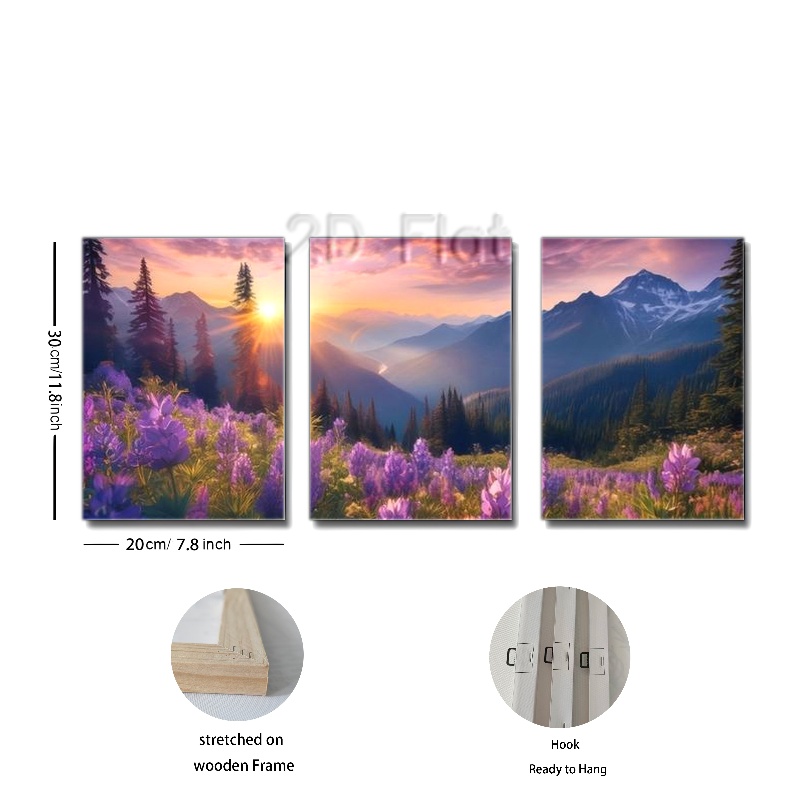 2D Flat
30cm/11.8inch
20cm/ 7.8 inch
stretched on
wooden Frame
Hook
Ready to Hang